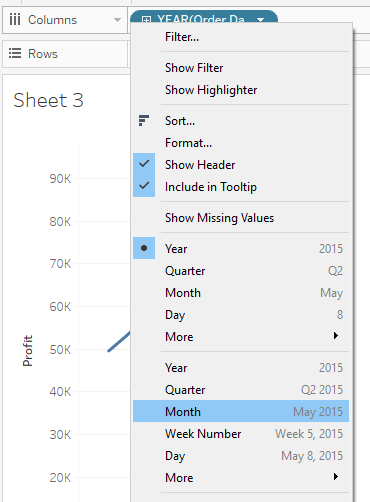 Columns
YEAR(Order Da
Rows
Sheet 3
Filter...
Show Filter
Show Highlighter
Sort...
Format...
Show Header
Include in Tooltip
Show Missing Values
Year 2015
Quarter Q2
Month May
Day 8
More
Year 2015
Quarter Q2 2015
Month May 2015
Week Number Week 5, 2015
Day May 8, 2015
More
Profit
90K
80K
70K
60K
50K
40K
30K
20K